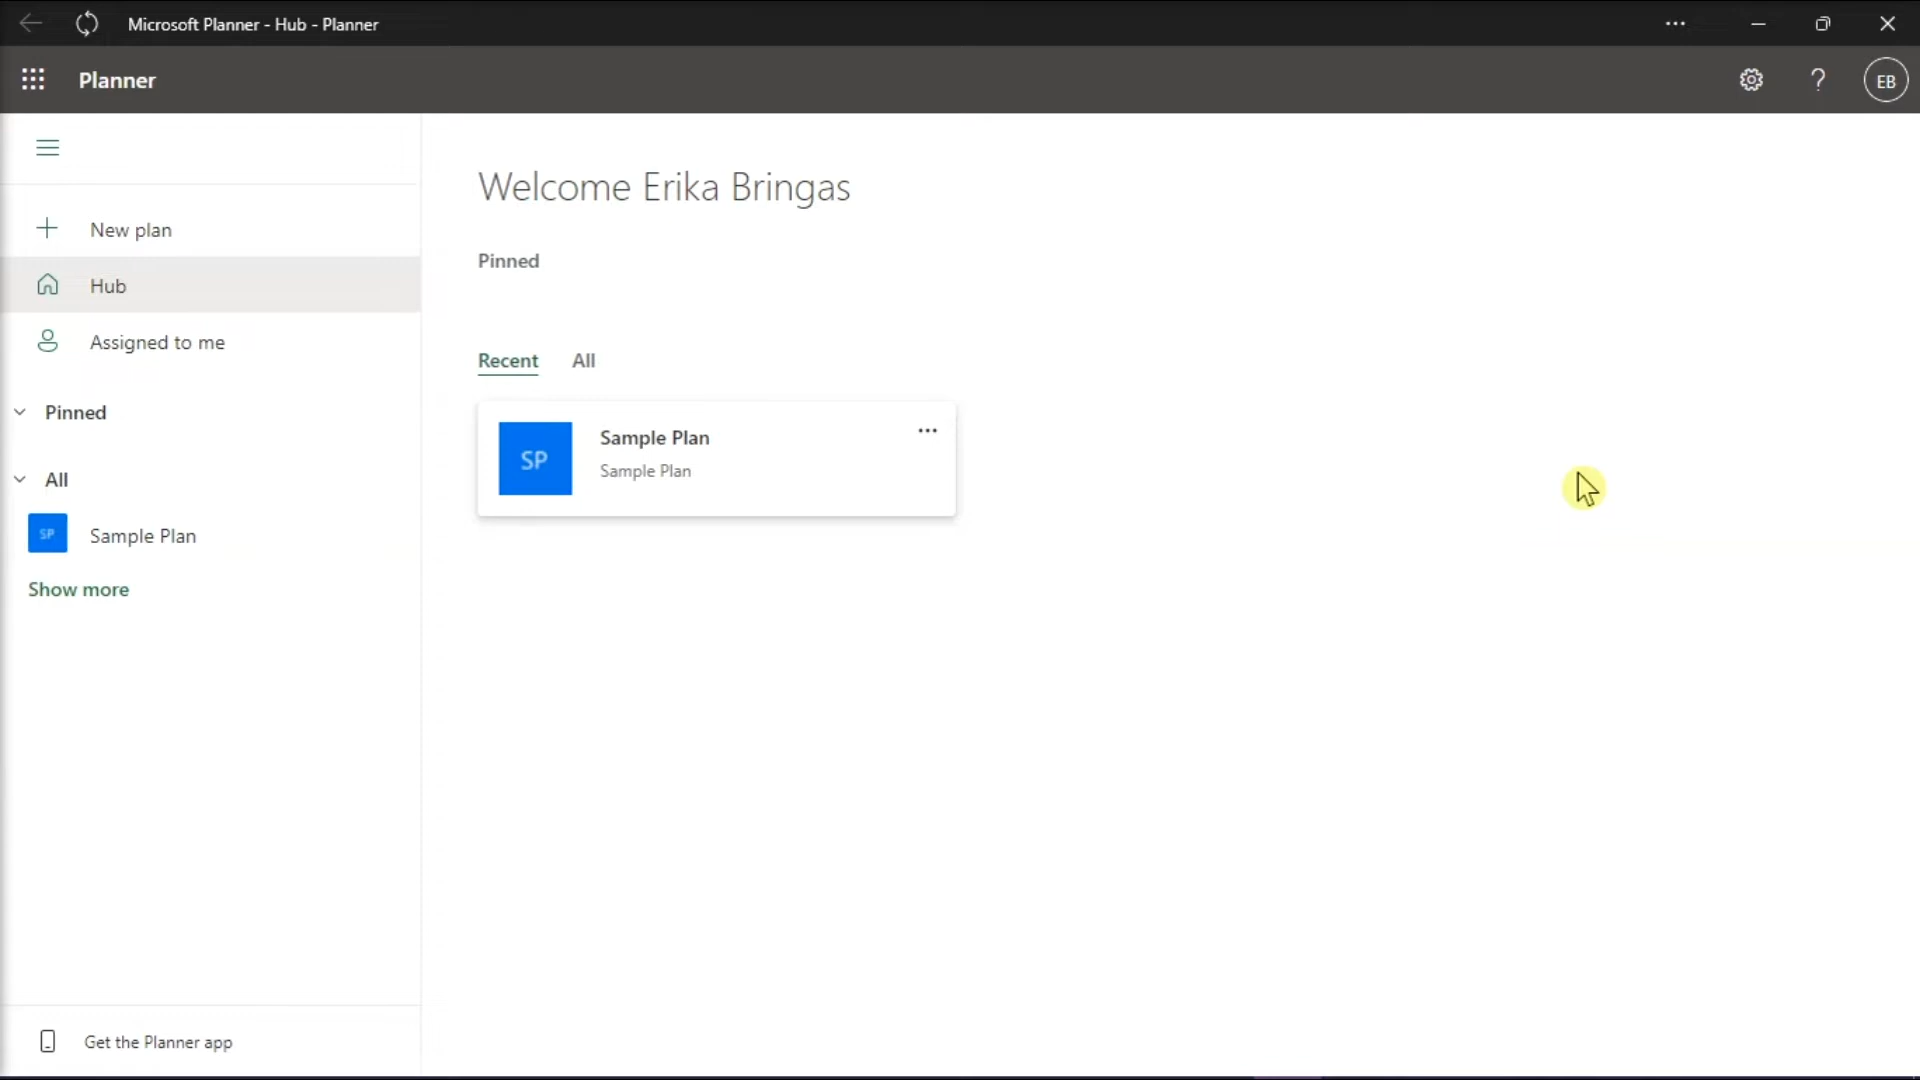 Microsoft Planner - Hub - Planner
Planner
?
EB
New plan
Hub
Assigned to me
Pinned
All
SP
Sample Plan
Show more
Get the Planner app
Welcome Erika Bringas
Pinned
Recent All
SP
Sample Plan
Sample Plan